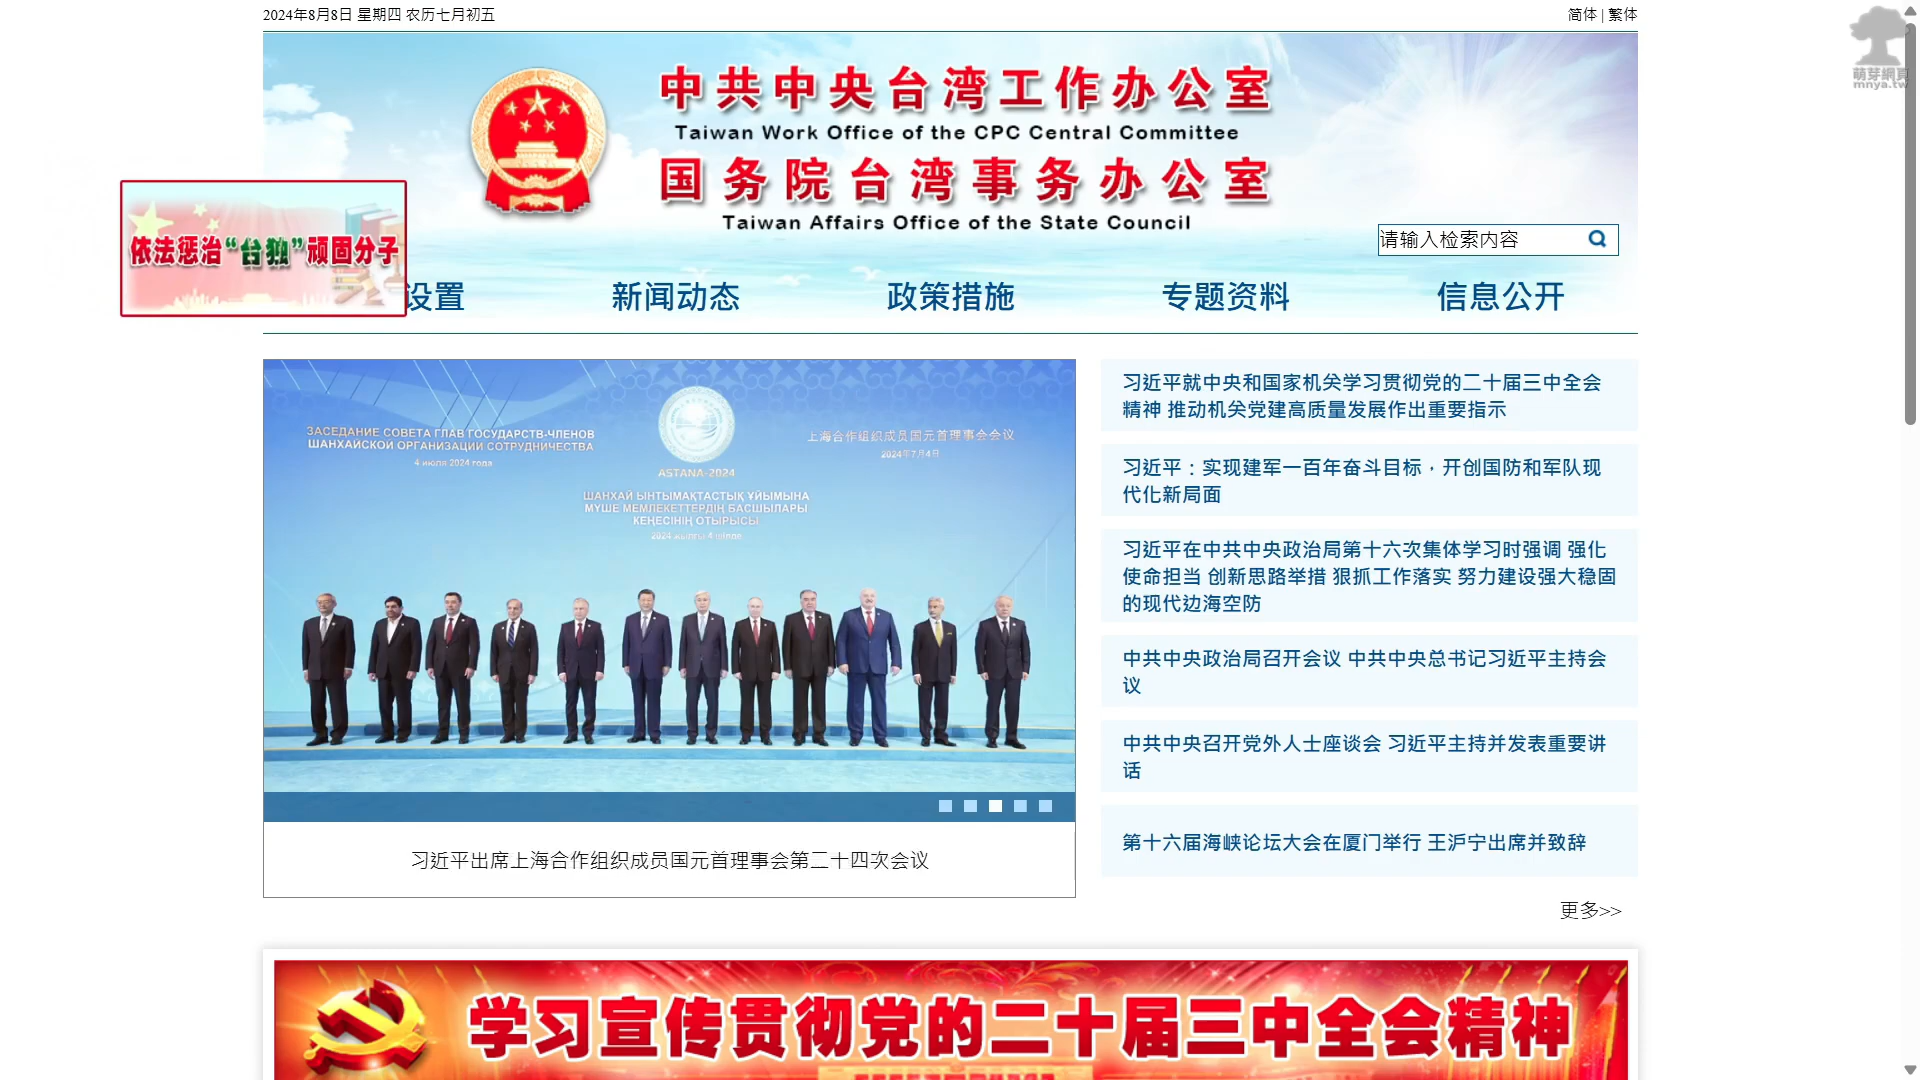 2024年8月8日 星期四 农历七月初五
简体 | 繁体
萌芽網頁
mnya.tw
中共中央台湾工作办公室
Taiwan Work Office of the CPC Central Committee
国务院台湾事务办公室
Taiwan Affairs Office of the State Council
依法惩治“台独”顽固分子
请输入检索内容
设置
新闻动态
政策措施
专题资料
信息公开
ЗАСЕДАНИЕ СОВЕТА ГЛАВ ГОСУДАРСТВ-ЧЛЕНОВ
ШАНХАЙСКОЙ ОРГАНИЗАЦИИ СОТРУДНИЧЕСТВА
4 июля 2024 года
ASTANA-2024
上海合作组织成员国元首理事会会议
2024年7月4日
ШАНХАЙ ЫНТЫМАҚТАСТЫҚ ҰЙЫМЫНА
МҮШЕ МЕМЛЕКЕТТЕРДІҢ БАСШЫЛАРЫ
КЕҢЕСІНІҢ ОТЫРЫСЫ
2024 жылғы 4 шілде
习近平出席上海合作组织成员国元首理事会第二十四次会议
习近平就中央和国家机关学习贯彻党的二十届三中全会
精神 推动机关党建高质量发展作出重要指示
习近平：实现建军一百年奋斗目标，开创国防和军队现
代化新局面
习近平在中共中央政治局第十六次集体学习时强调 强化
使命担当 创新思路举措 狠抓工作落实 努力建设强大稳固
的现代边海空防
中共中央政治局召开会议 中共中央总书记习近平主持会
议
中共中央召开党外人士座谈会 习近平主持并发表重要讲
话
第十六届海峡论坛大会在厦门举行 王沪宁出席并致辞
更多>>
学习宣传贯彻党的二十届三中全会精神